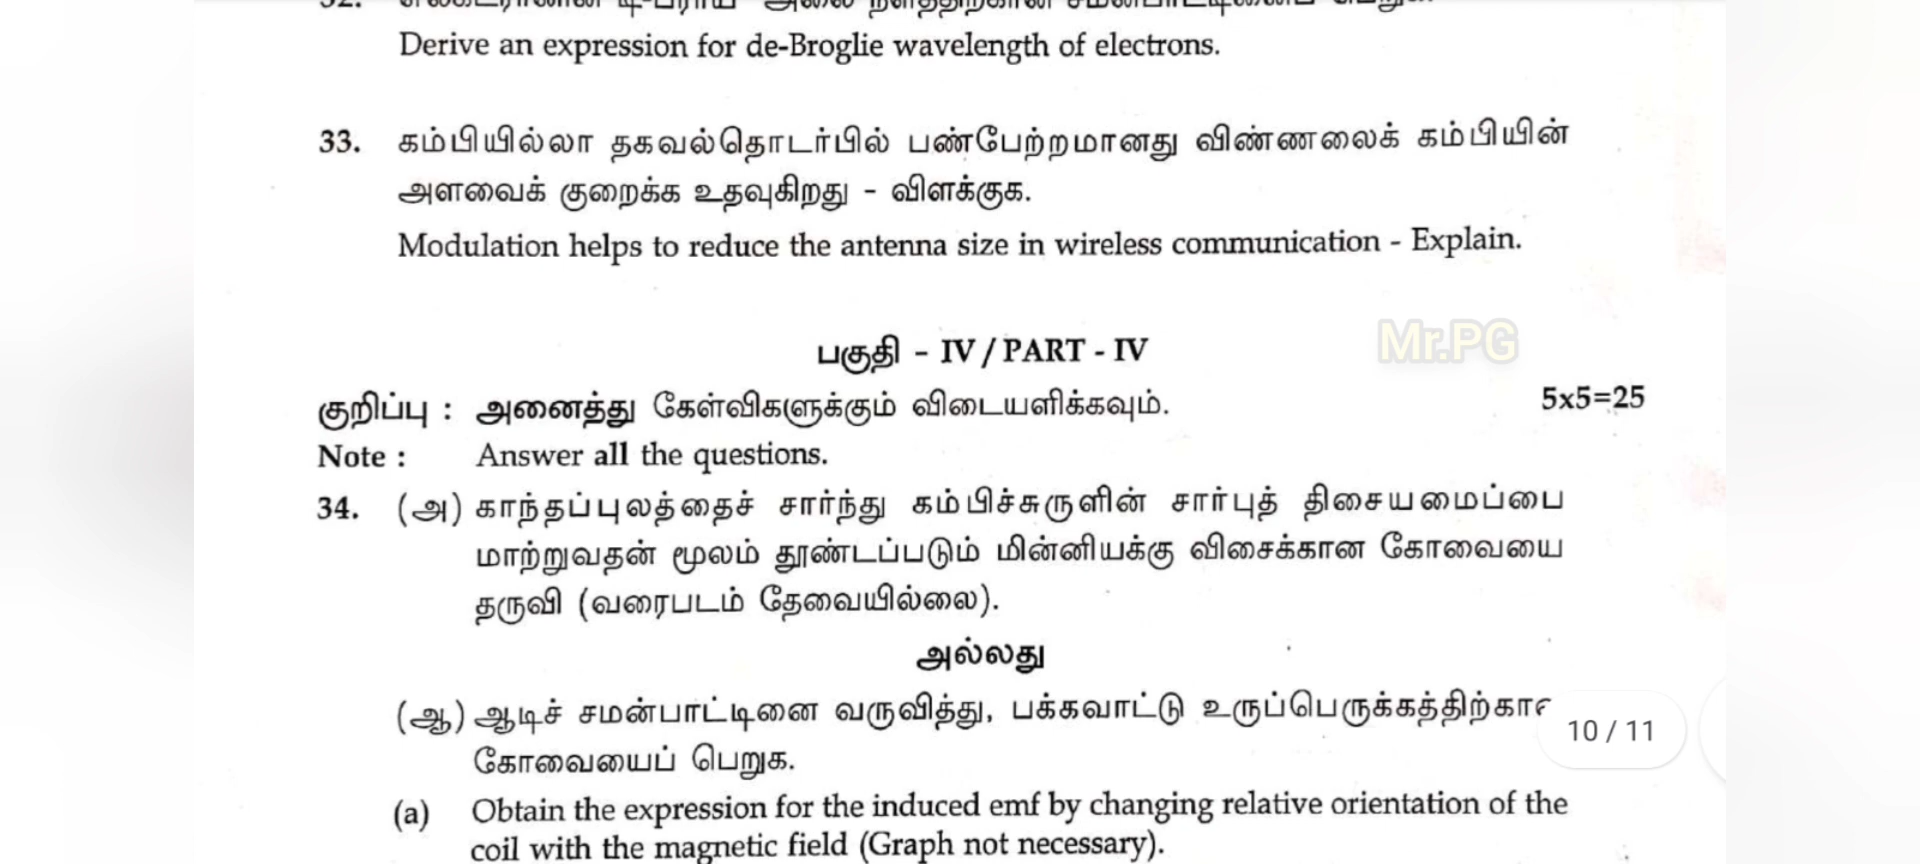 Derive an expression for de-Broglie wavelength of electrons.
33. கம்பியில்லா தகவல்தொடர்பில் பண்பேற்றமானது விண்ணலைக் கம்பியின்
அளவைக் குறைக்க உதவுகிறது - விளக்குக.
Modulation helps to reduce the antenna size in wireless communication - Explain.
Mr.PG
பகுதி - IV / PART - IV
குறிப்பு : அனைத்து கேள்விகளுக்கும் விடையளிக்கவும். 5x5=25
Note : Answer all the questions.
34. (அ) காந்தப்புலத்தைச் சார்ந்து கம்பிச்சுருளின் சார்புத் திசையமைப்பை
மாற்றுவதன் மூலம் தூண்டப்படும் மின்னியக்கு விசைக்கான கோவையை
தருவி (வரைபடம் தேவையில்லை).
அல்லது
(ஆ) ஆடிச் சமன்பாட்டினை வருவித்து, பக்கவாட்டு
கோவையைப் பெறுக.
10 / 11
(a) Obtain the expression for the induced emf by changing relative orientation of the
coil with the magnetic field (Graph not necessary).